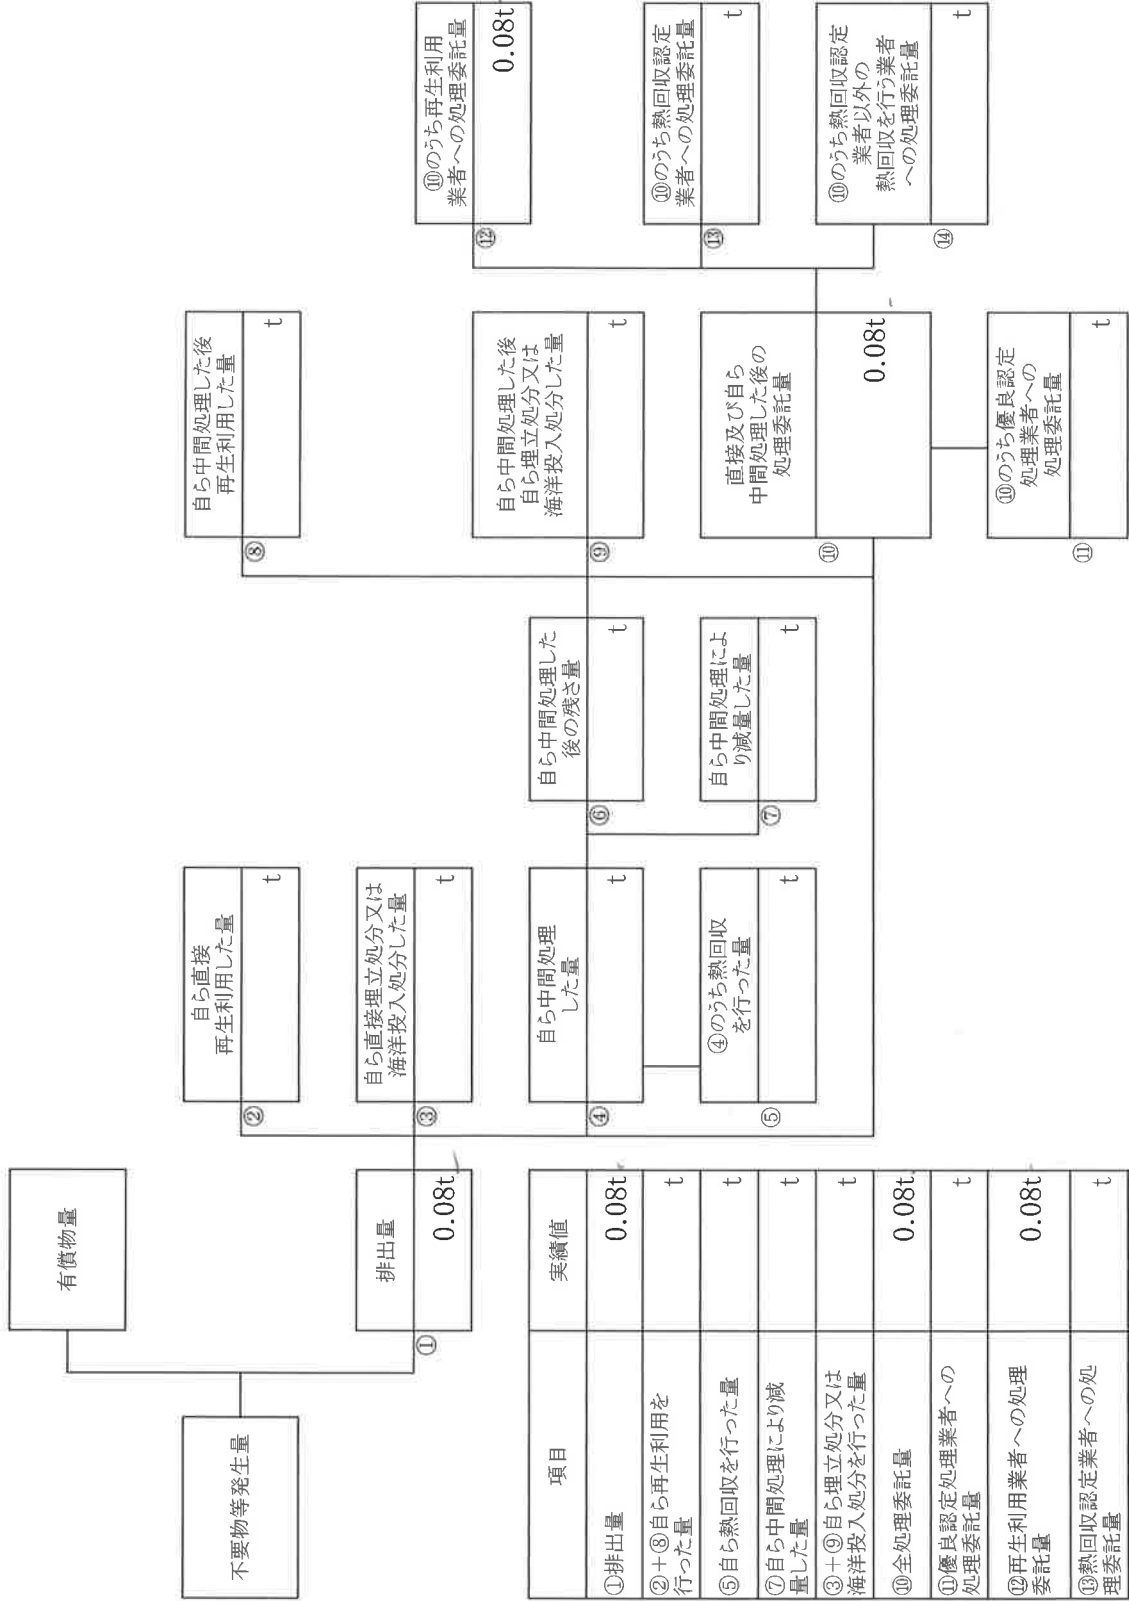 不要物等発生量
有償物量
①
排出量
0.08t
②
自ら直接
再生利用した量
t
③
自ら直接埋立処分又は
海洋投入処分した量
t
④
自ら中間処理
した量
t
⑤
④のうち熱回収
を行った量
t
⑥
自ら中間処理した
後の残さ量
t
⑦
自ら中間処理によ
り減量した量
t
⑧
自ら中間処理した後
再生利用した量
t
⑨
自ら中間処理した後
自ら埋立処分又は
海洋投入処分した量
t
⑩
直接及び自ら
中間処理した後の
処理委託量
0.08t
⑪
⑩のうち優良認定
処理業者への
処理委託量
t
⑫
⑩のうち再生利用
業者への処理委託量
0.08t
⑬
⑩のうち熱回収認定
業者への処理委託量
t
⑭
⑩のうち熱回収認定
業者以外の
熱回収を行う業者
への処理委託量
t
項目 実績値
①排出量 0.08t
②+⑧自ら再生利用を
行った量 t
⑤自ら熱回収を行った量 t
⑦自ら中間処理により減
量した量 t
③+⑨自ら埋立処分又は
海洋投入処分を行った量 t
⑩全処理委託量 0.08t
⑪優良認定処理業者への
処理委託量 t
⑫再生利用業者への処理
委託量 0.08t
⑬熱回収認定業者への処
理委託量 t